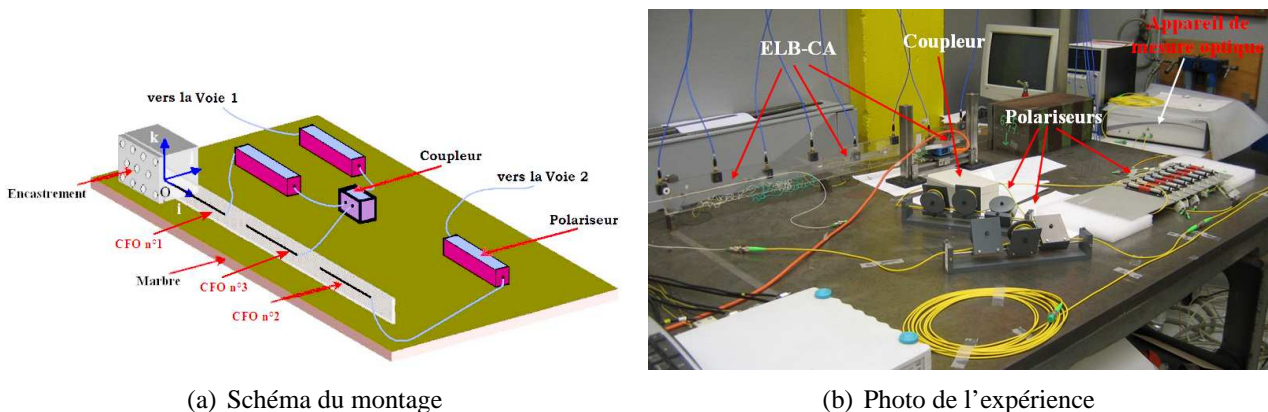 vers la Voie 1
k
Coupleur
Encastrement
O
i
vers la Voie 2
Polariseur
CFO n°1
Marbre
CFO n°3
CFO n°2
(a) Schéma du montage
ELB-CA
Coupleur
Appareil de
mesure optique
Polariseurs
(b) Photo de l'expérience